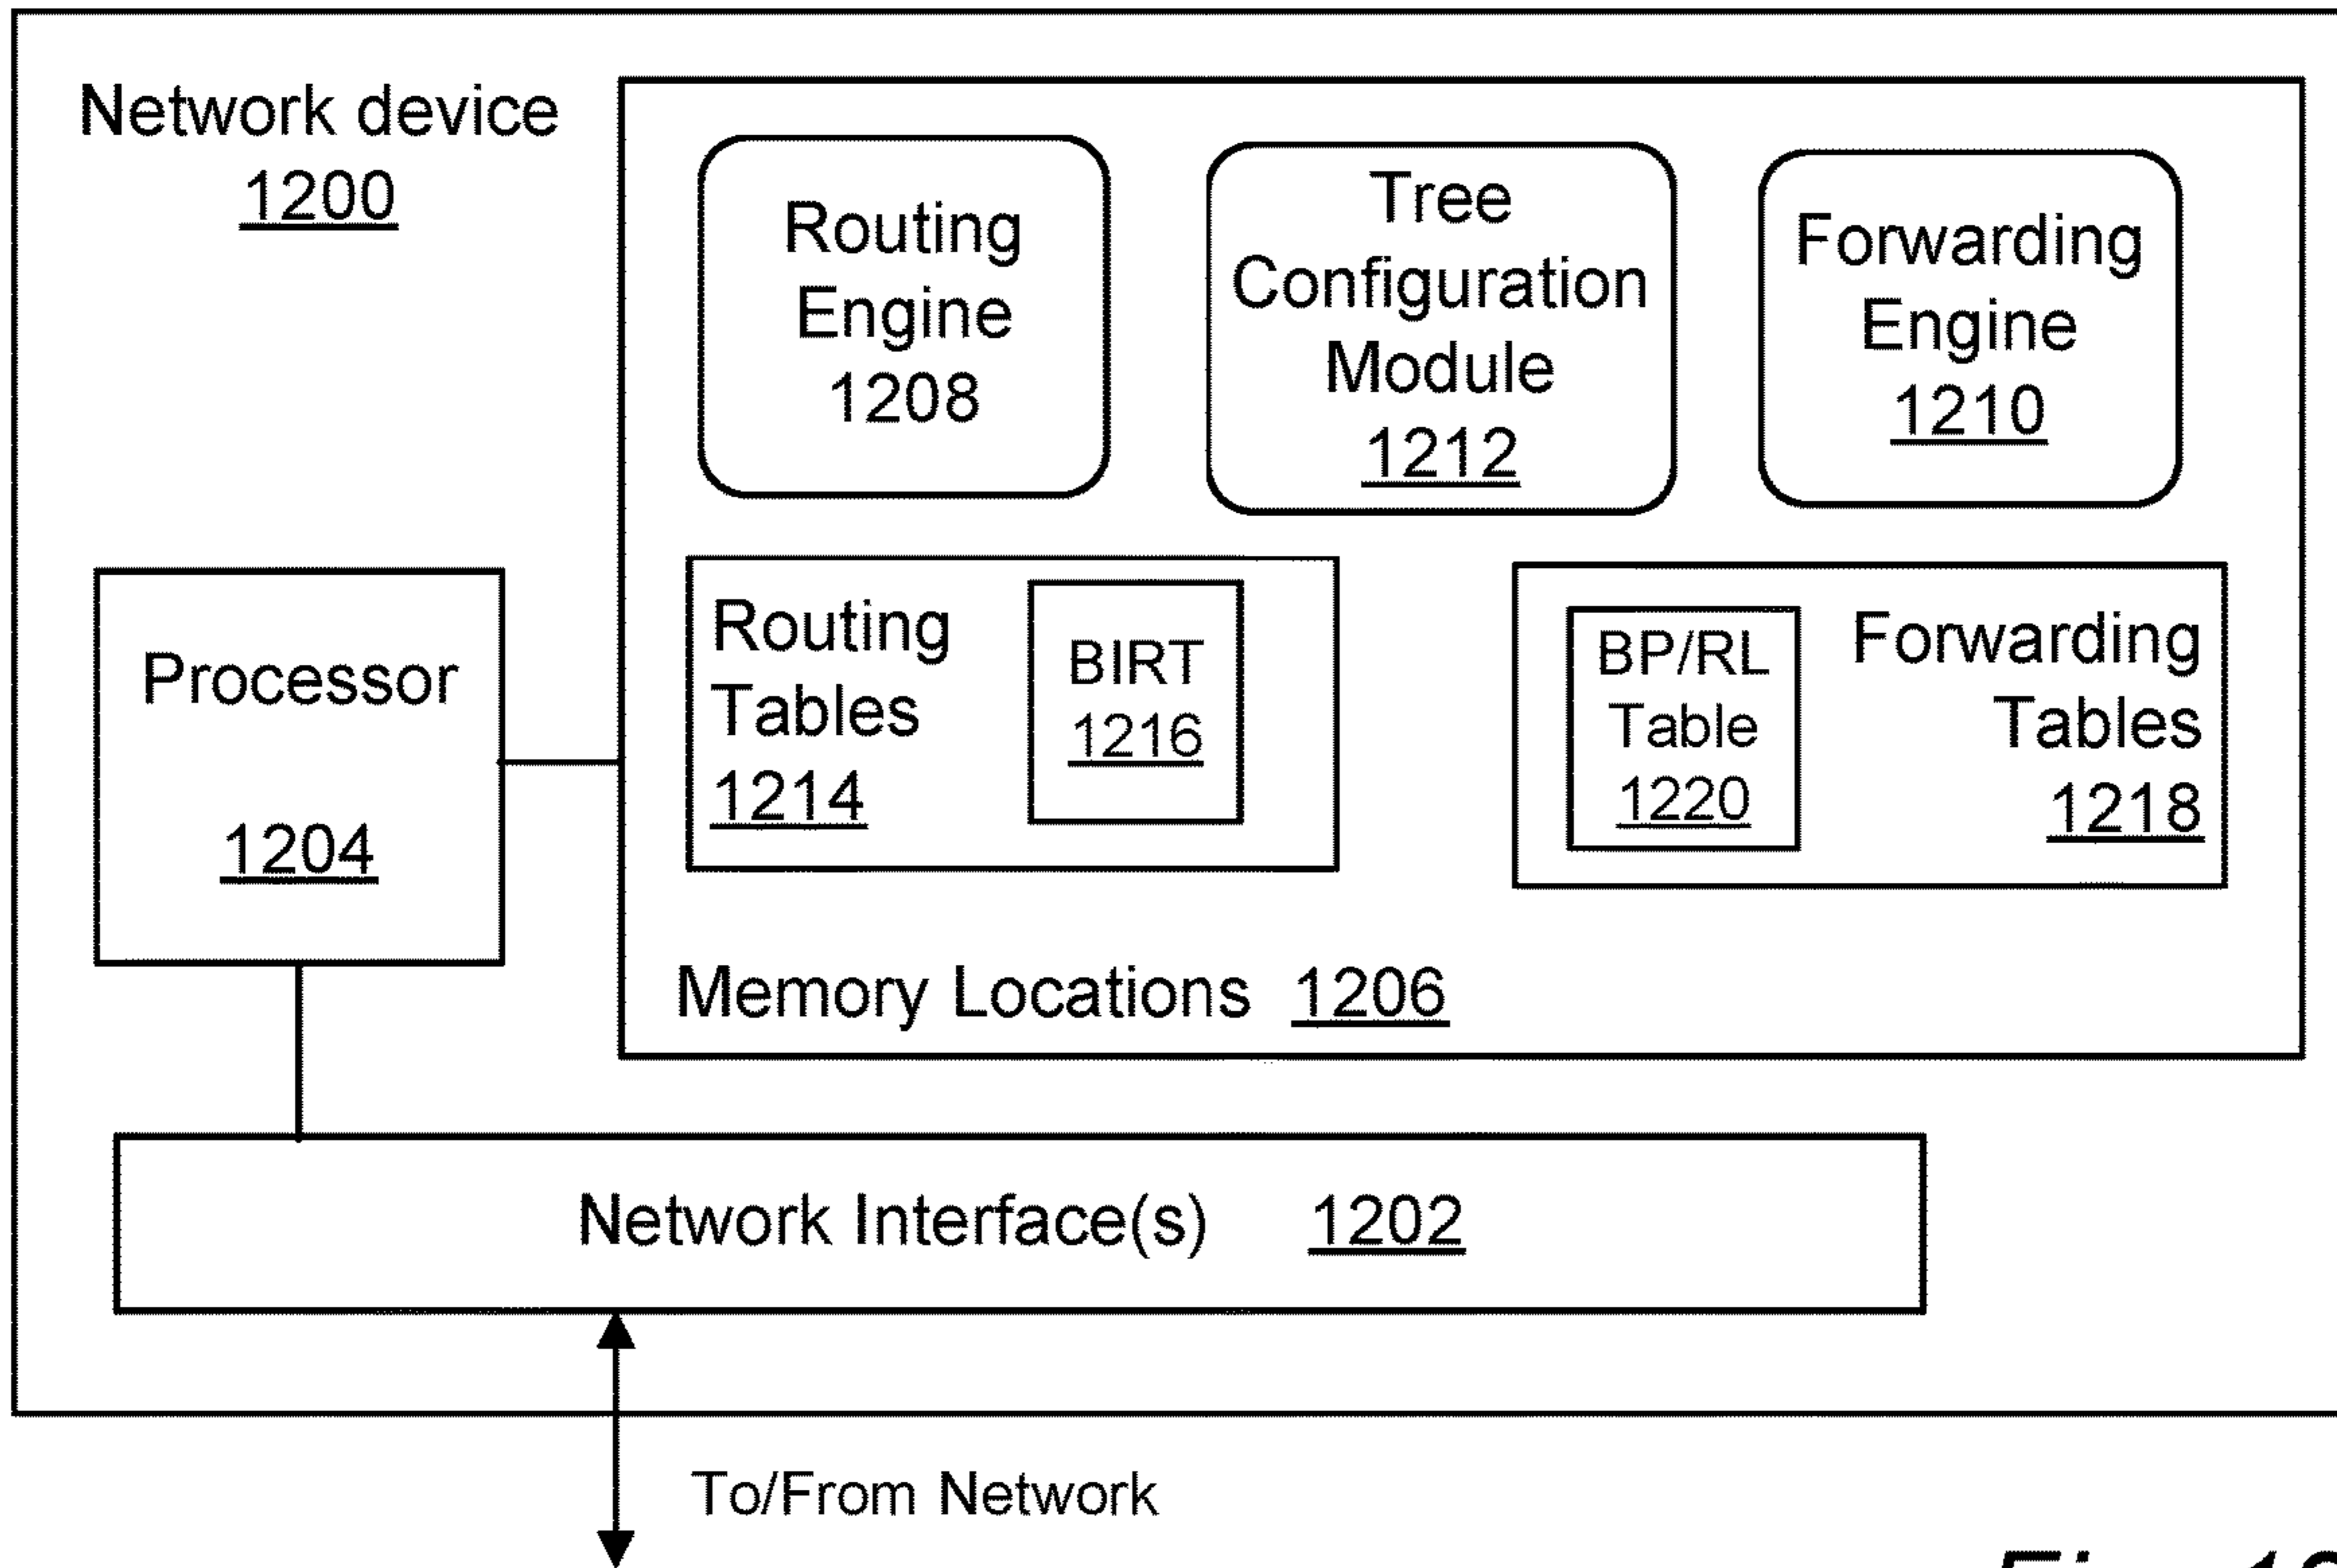 Network device
1200
Routing
Engine
1208
Tree
Configuration
Module
1212
Forwarding
Engine
1210
Processor
1204
Routing
Tables
1214
BIRT
1216
BP/RL
Table
1220
Forwarding
Tables
1218
Memory Locations 1206
Network Interface(s) 1202
To/From Network